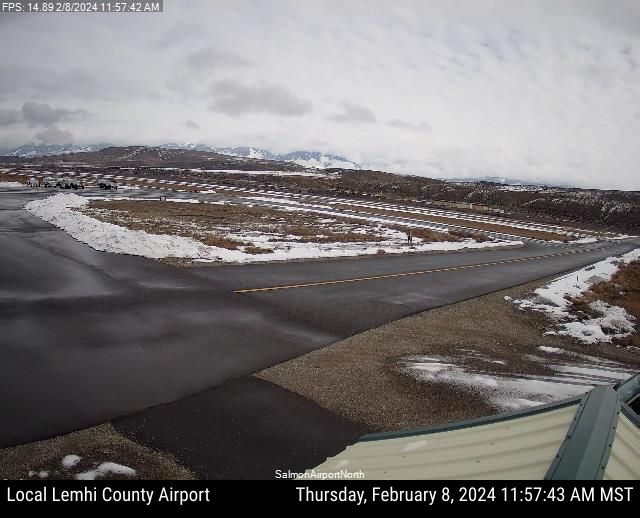 FPS: 14.89 2/8/2024 11:57:42 AM
SalmonAirportNorth
Local Lemhi County Airport Thursday, February 8, 2024 11:57:43 AM MST